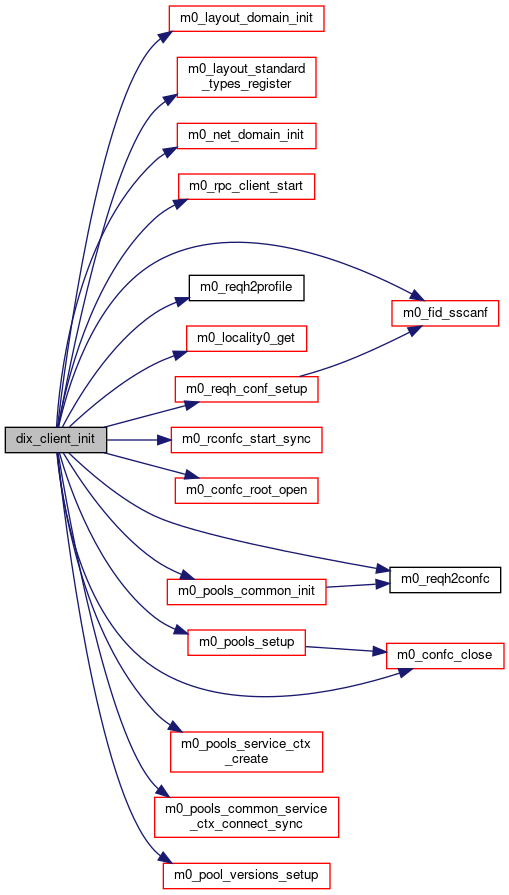 m0_layout_domain_init
m0_layout_standard
_types_register
m0_net_domain_init
m0_rpc_client_start
m0_reqh2profile
m0_fid_sscanf
m0_locality0_get
m0_reqh_conf_setup
dix_client_init
m0_rconfc_start_sync
m0_confc_root_open
m0_pools_common_init
m0_reqh2confc
m0_pools_setup
m0_confc_close
m0_pools_service_ctx
_create
m0_pools_common_service
_ctx_connect_sync
m0_pool_versions_setup